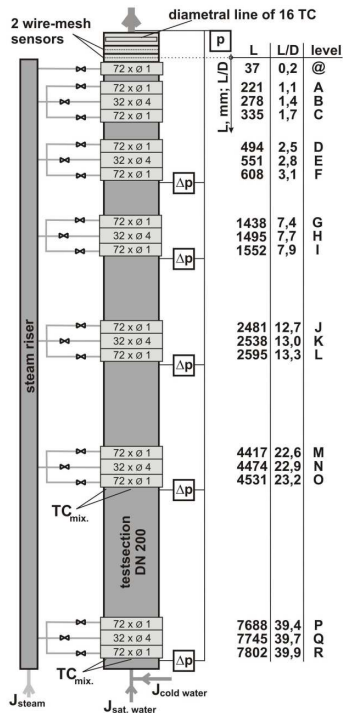 diametral line of 16 TC
2 wire-mesh
sensors
p
L L/D level
L, mm; L/D
72 x Ø 1 37 0,2 @
72 x Ø 1 221 1,1 A
32 x Ø 4 278 1,4 B
72 x Ø 1 335 1,7 C
72 x Ø 1 494 2,5 D
32 x Ø 4 551 2,8 E
72 x Ø 1 608 3,1 F
Δp
72 x Ø 1 1438 7,4 G
32 x Ø 4 1495 7,7 H
72 x Ø 1 1552 7,9 I
Δp
steam riser
72 x Ø 1 2481 12,7 J
32 x Ø 4 2538 13,0 K
72 x Ø 1 2595 13,3 L
Δp
72 x Ø 1 4417 22,6 M
32 x Ø 4 4474 22,9 N
72 x Ø 1 4531 23,2 O
Δp
TCmix.
testsection
DN 200
72 x Ø 1 7688 39,4 P
32 x Ø 4 7745 39,7 Q
72 x Ø 1 7802 39,9 R
Δp
TCmix.
Jsteam
Jcold water
Jsat. water